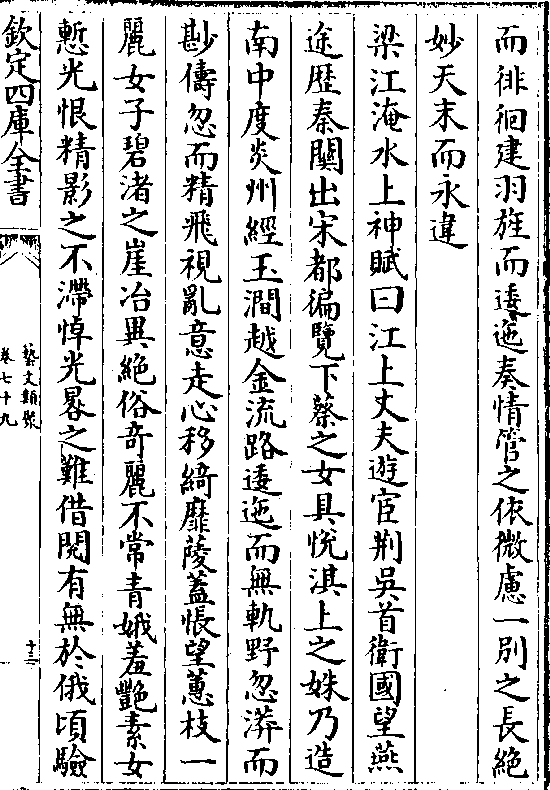 而徘徊建羽旌而逶迤奏情管之依微慮一別之長絶
妙天末而永違
梁江淹水上神賦曰江上丈夫遊宦荆吳首衛國望燕
途歴秦關出宋都徧覽下蔡之女具悅淇上之姝乃造
南中度炎州經玉澗越金流路逶迤而無軌野忽漭而
尠儔忽而精飛視亂意走心移綺靡菱蓋悵望蕙枝一
麗女子碧渚之崖冶異絶俗奇麗不常青娥羞艷素女
慙光恨精影之不滯悼光晷之難借閱有無於俄頃驗
欽定四庫全書
藝文類聚
卷七十九
十三